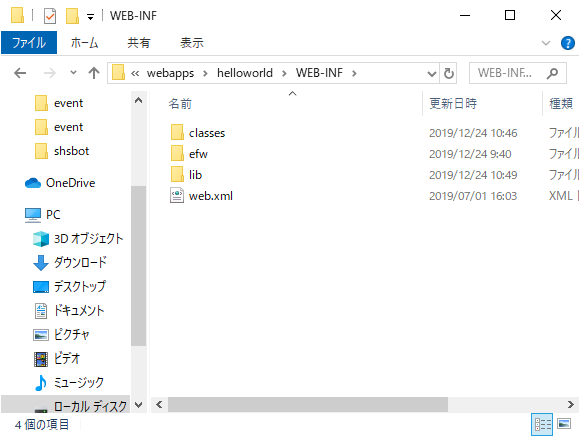 WEB-INF
ファイル ホーム 共有 表示
« webapps › helloworld › WEB-INF › WEB-INF...
名前 更新日時 種類
event
event
shsbot
OneDrive
PC
3D オブジェクト
ダウンロード
デスクトップ
ドキュメント
ピクチャ
ビデオ
ミュージック
ローカル ディスク
classes 2019/12/24 10:46 ファイル
efw 2019/12/24 9:40 ファイル
lib 2019/12/24 10:49 ファイル
web.xml 2019/07/01 16:03 XML
4 個の項目